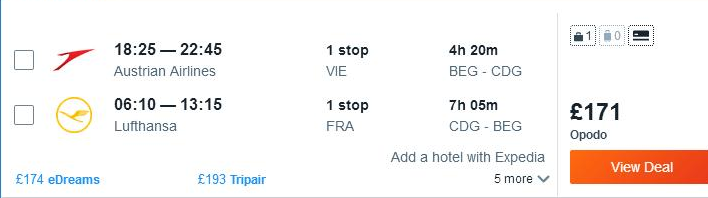 18:25 — 22:45 1 stop 4h 20m
Austrian Airlines VIE BEG - CDG
06:10 — 13:15 1 stop 7h 05m
Lufthansa FRA CDG - BEG
Add a hotel with Expedia
£174 eDreams £193 Tripair 5 more
1 0
£171
Opodo
View Deal